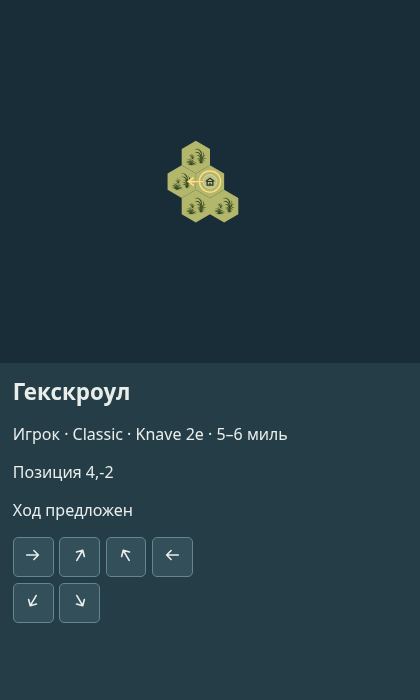 Гекскроул
Игрок · Classic · Knave 2e · 5–6 миль
Позиция 4,-2
Ход предложен
→ ↗ ↖ ←
↙ ↘